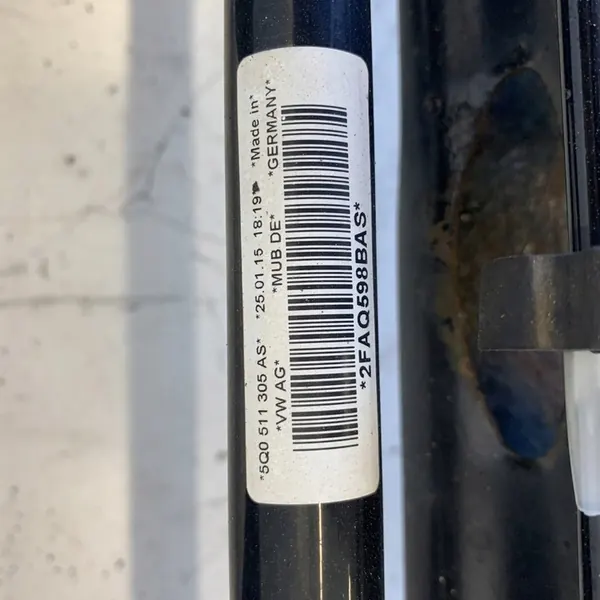 *5Q0 511 305 AS* *25.01.15 18:19* *Made in*
*VW AG* *MUB DE* *GERMANY*
*2FAQ598BAS*